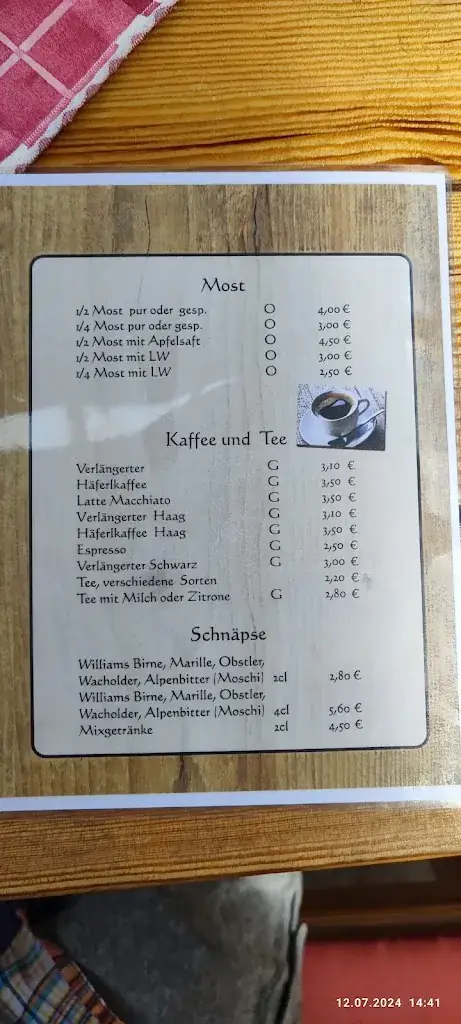 Most
1/2 Most pur oder gesp. O 4,00 €
1/4 Most pur oder gesp. O 3,00 €
1/2 Most mit Apfelsaft O 4,50 €
1/2 Most mit LW O 3,00 €
1/4 Most mit LW O 2,50 €
Kaffee und Tee
Verlängerter G 3,10 €
Häferlkaffee G 3,50 €
Latte Macchiato G 3,50 €
Verlängerter Haag G 3,10 €
Häferlkaffee Haag G 3,50 €
Espresso G 2,50 €
Verlängerter Schwarz G 3,00 €
Tee, verschiedene Sorten 2,20 €
Tee mit Milch oder Zitrone G 2,80 €
Schnäpse
Williams Birne, Marille, Obstler,
Wacholder, Alpenbitter (Moschi) 2cl 2,80 €
Williams Birne, Marille, Obstler,
Wacholder, Alpenbitter (Moschi) 4cl 5,60 €
Mixgetränke 2cl 4,50 €
12.07.2024 14:41